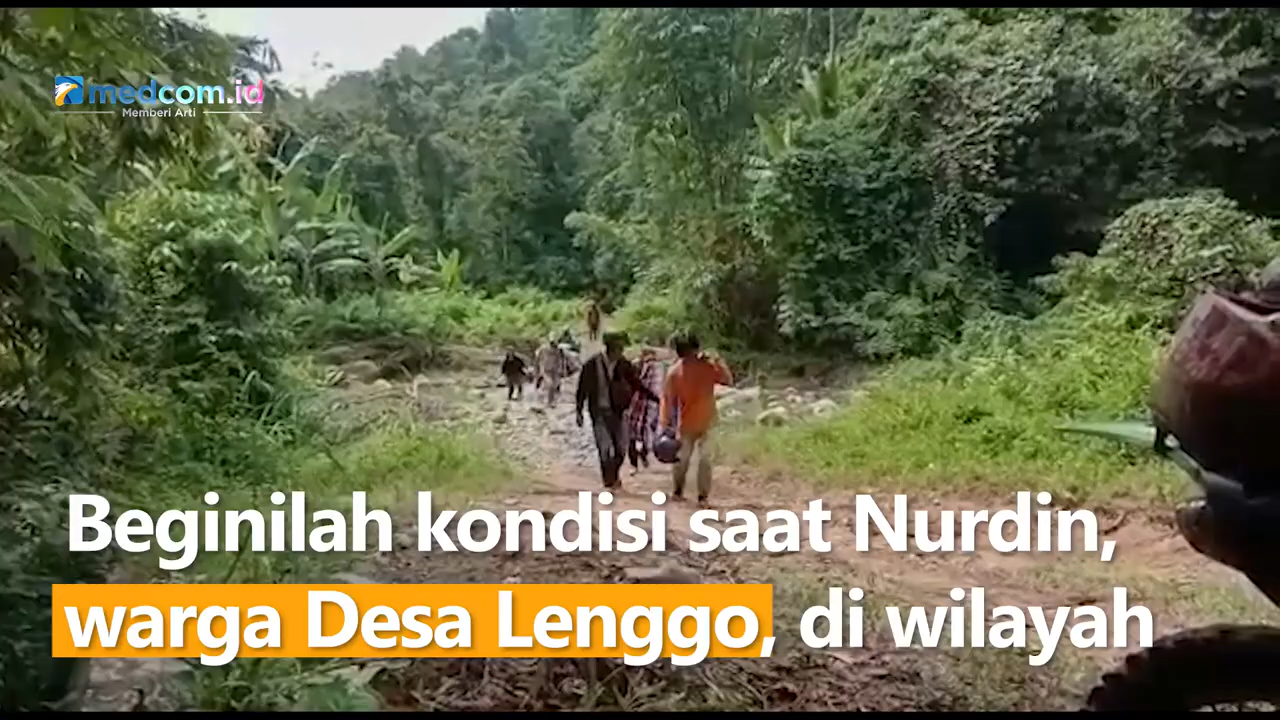 medcom.id
Memberi Arti
Beginilah kondisi saat Nurdin,
warga Desa Lenggo, di wilayah